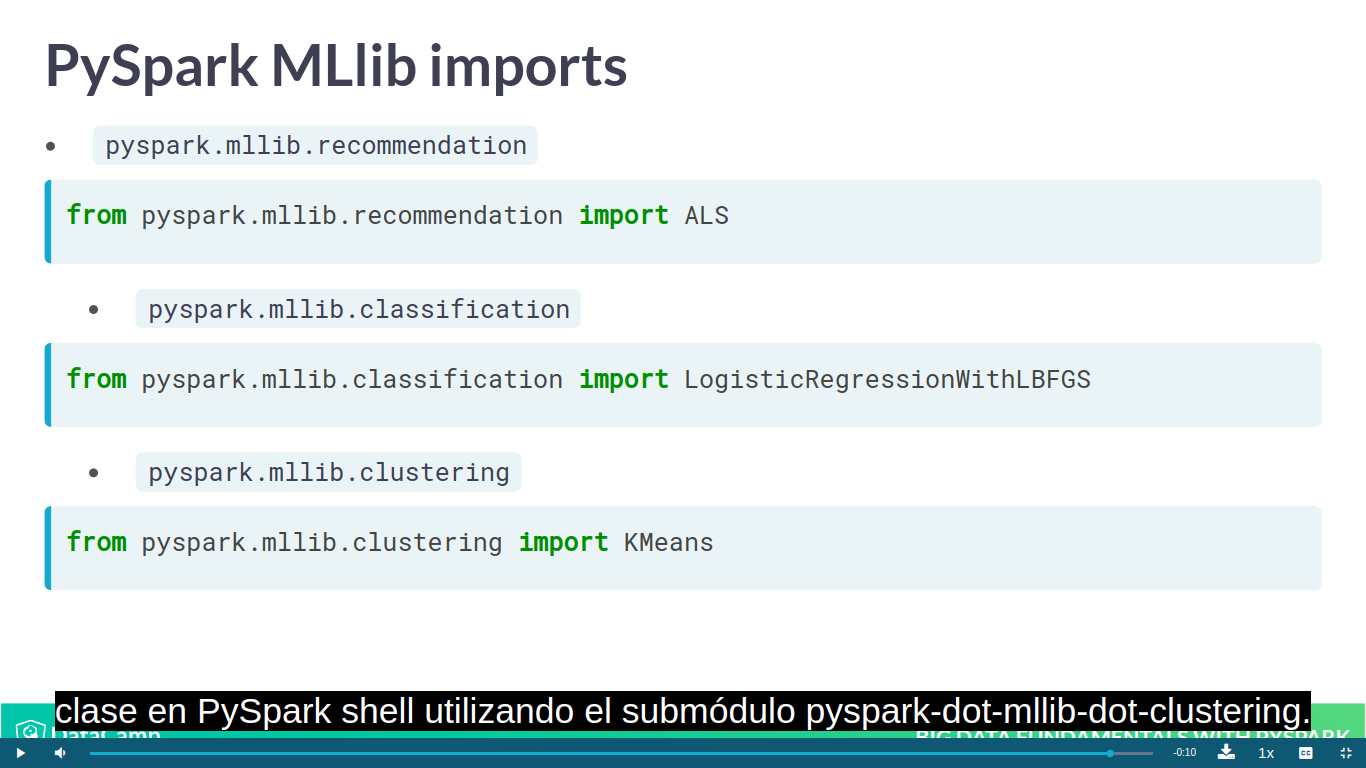 PySpark MLlib imports
pyspark.mllib.recommendation
from pyspark.mllib.recommendation import ALS
pyspark.mllib.classification
from pyspark.mllib.classification import LogisticRegressionWithLBFGS
pyspark.mllib.clustering
from pyspark.mllib.clustering import KMeans
clase en PySpark shell utilizando el submódulo pyspark-dot-mllib-dot-clustering.
DataCamp BIG DATA FUNDAMENTALS WITH PYSPARK
-0:10 1x CC